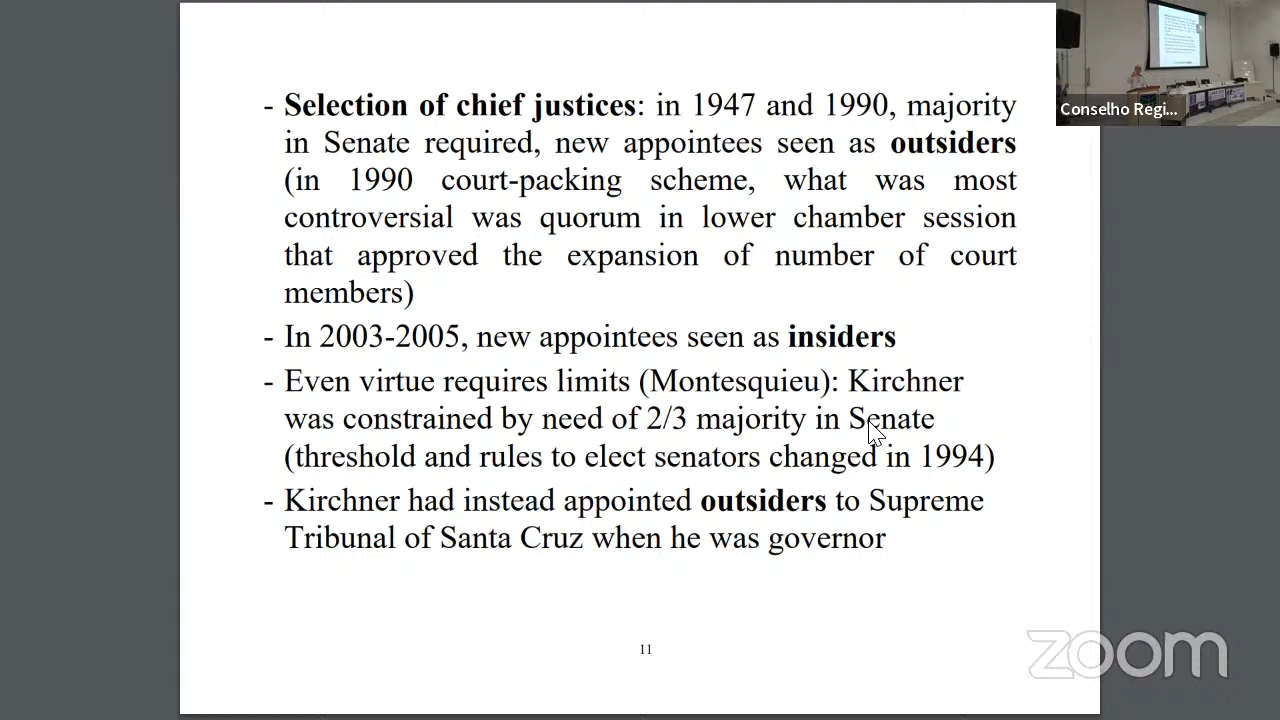 - Selection of chief justices: in 1947 and 1990, majority
in Senate required, new appointees seen as outsiders
(in 1990 court-packing scheme, what was most
controversial was quorum in lower chamber session
that approved the expansion of number of court
members)
- In 2003-2005, new appointees seen as insiders
- Even virtue requires limits (Montesquieu): Kirchner
was constrained by need of 2/3 majority in Senate
(threshold and rules to elect senators changed in 1994)
- Kirchner had instead appointed outsiders to Supreme
Tribunal of Santa Cruz when he was governor
11
Conselho Regi...
zoom